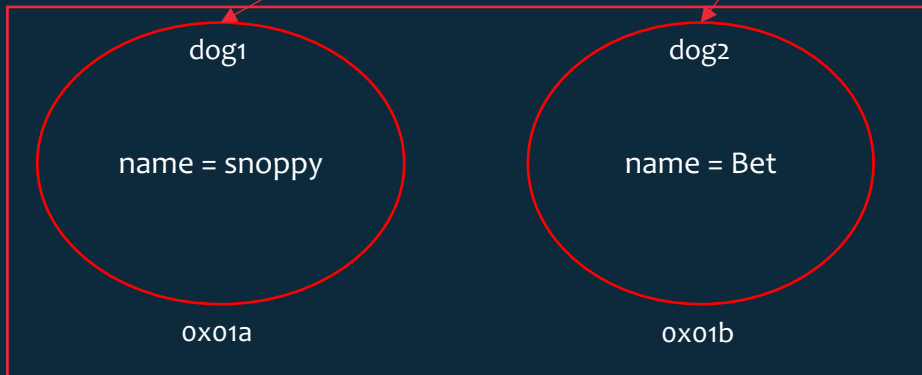 dog1
dog2
name = snoppy
name = Bet
0x01a
0x01b